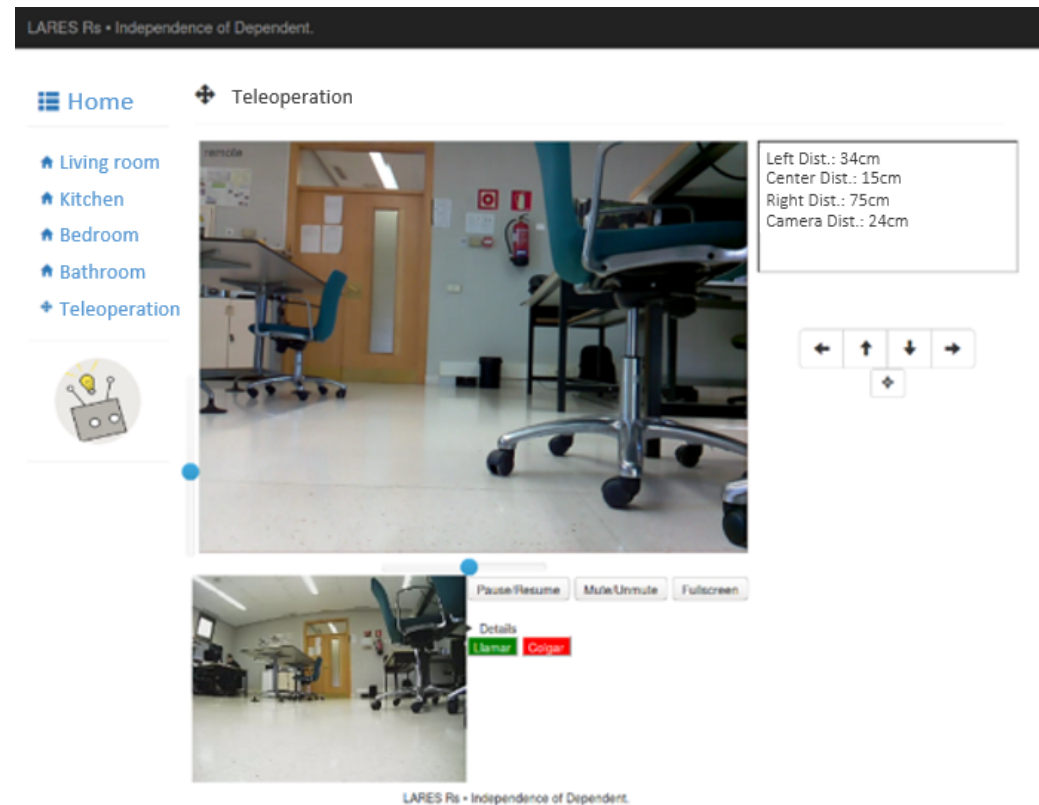 LARES Rs • Independence of Dependent.
Home
Teleoperation
Living room
Kitchen
Bedroom
Bathroom
Teleoperation
remote
Left Dist.: 34cm
Center Dist.: 15cm
Right Dist.: 75cm
Camera Dist.: 24cm
Pause/Resume
Mute/Unmute
Fullscreen
Details
Llamar
Colgar
LARES Rs • Independence of Dependent.